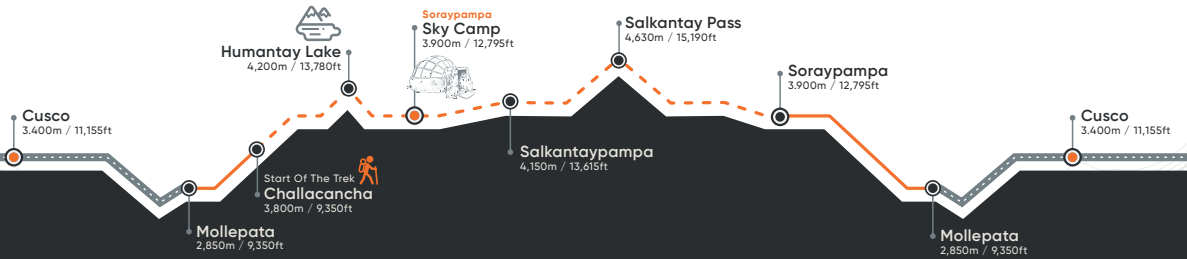 Cusco
3.400m / 11,155ft
Mollepata
2,850m / 9,350ft
Start Of The Trek
Challacancha
3,800m / 9,350ft
Humantay Lake
4,200m / 13,780ft
Soraypampa
Sky Camp
3.900m / 12,795ft
Salkantaypampa
4,150m / 13,615ft
Salkantay Pass
4,630m / 15,190ft
Soraypampa
3.900m / 12,795ft
Mollepata
2,850m / 9,350ft
Cusco
3.400m / 11,155ft